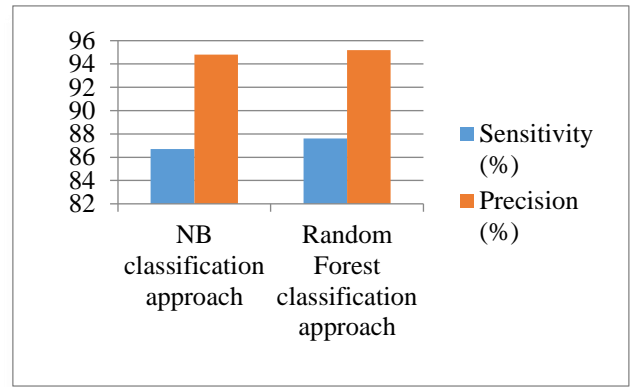 96
94
92
90
88
86
84
82
NB
classification
approach
Random
Forest
classification
approach
Sensitivity
(%)
Precision
(%)